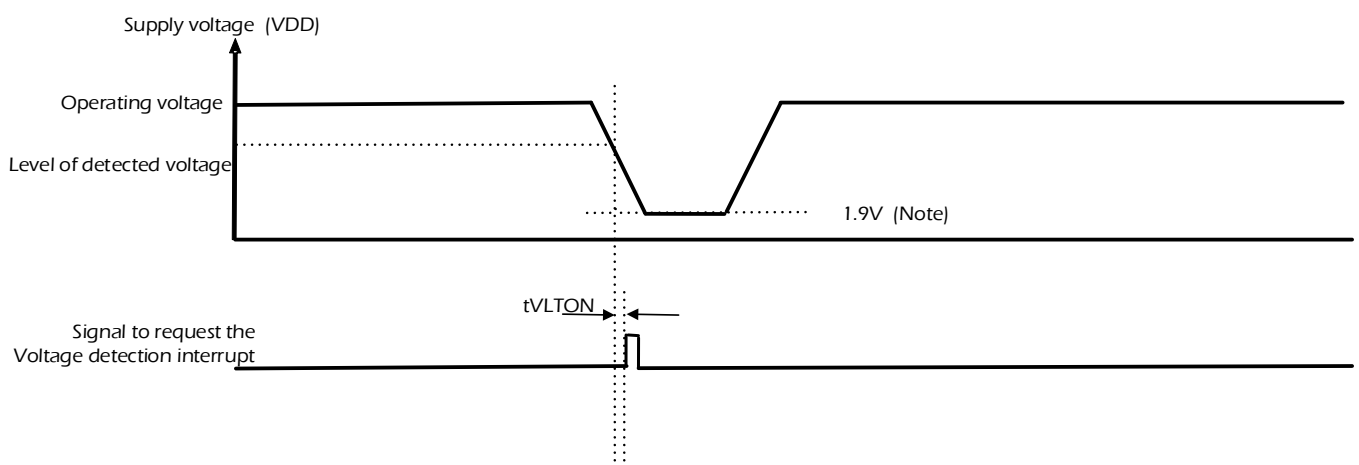 Supply voltage (VDD)
Operating voltage
Level of detected voltage
1.9V (Note)
tVLTON
Signal to request the
Voltage detection interrupt